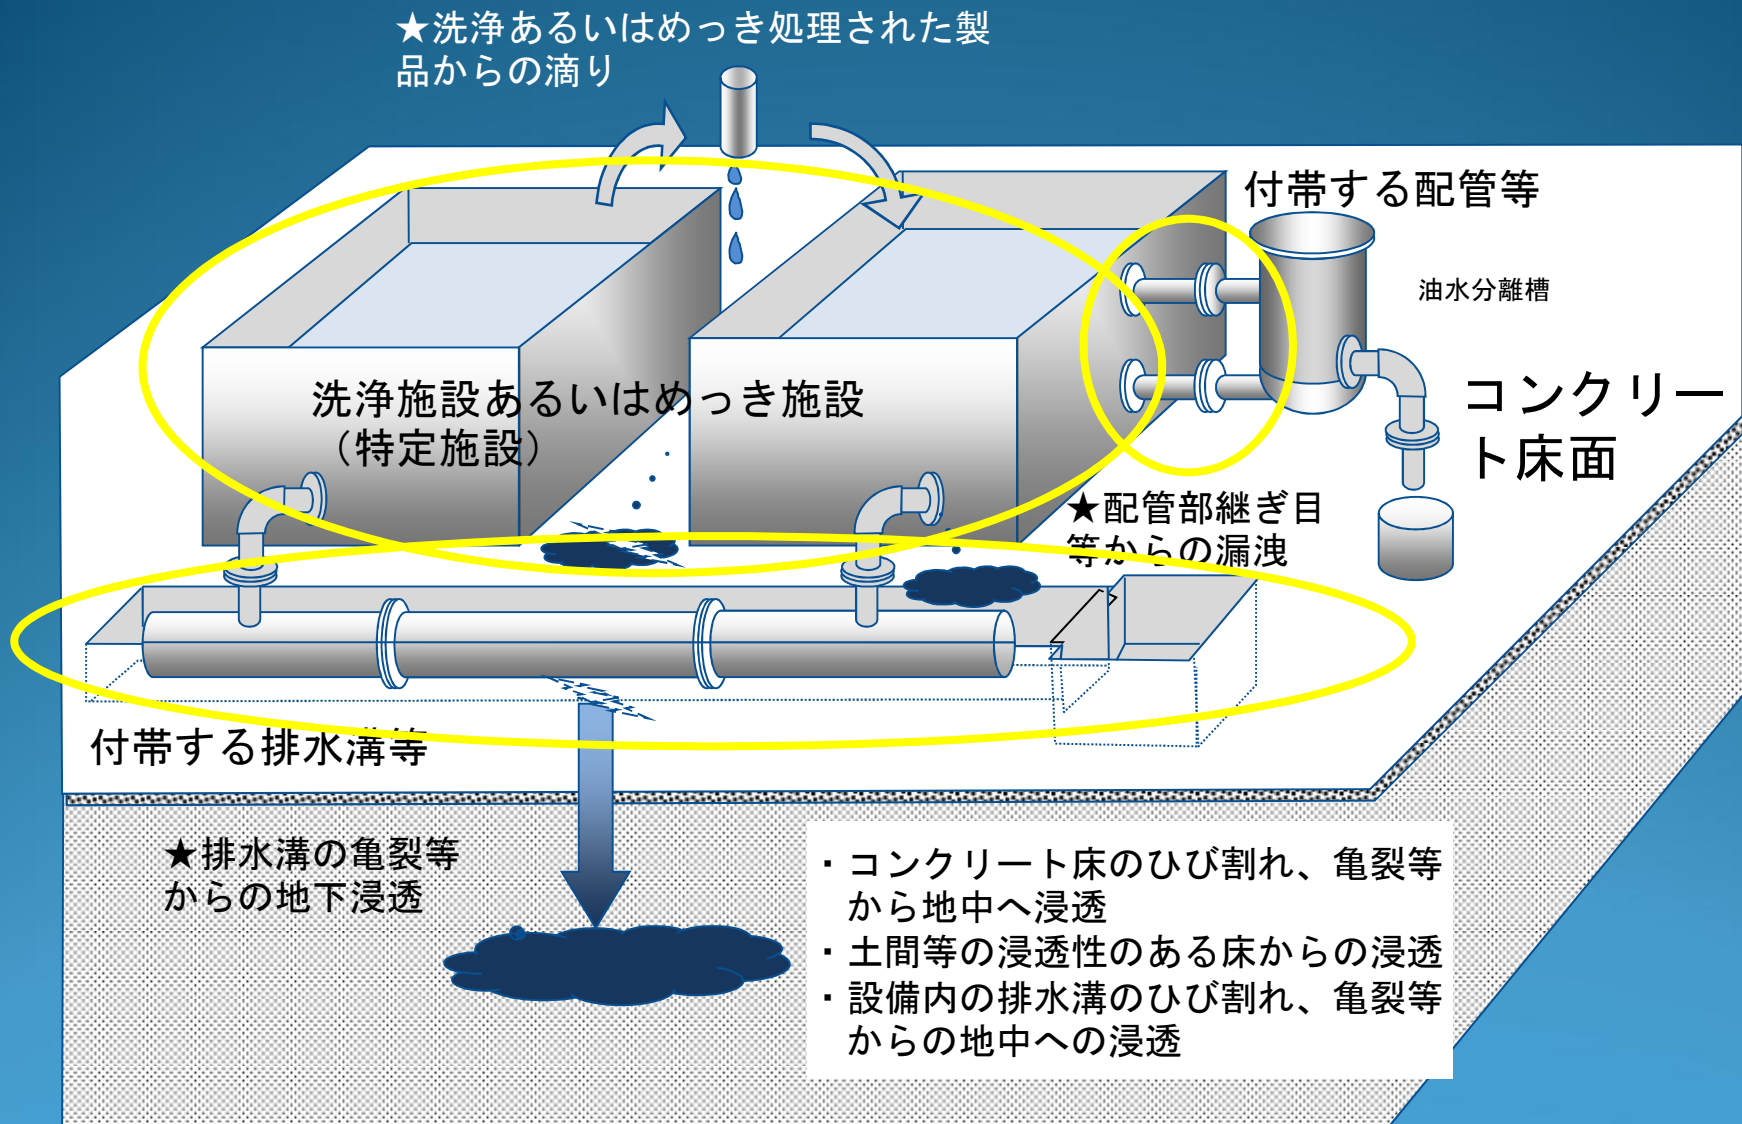 ★洗浄あるいはめっき処理された製
品からの滴り
付帯する配管等
油水分離槽
コンクリー
ト床面
洗浄施設あるいはめっき施設
（特定施設）
★配管部継ぎ目
等からの漏洩
付帯する排水溝等
★排水溝の亀裂等
からの地下浸透
・コンクリート床のひび割れ、亀裂等
から地中へ浸透
・土間等の浸透性のある床からの浸透
・設備内の排水溝のひび割れ、亀裂等
からの地中への浸透